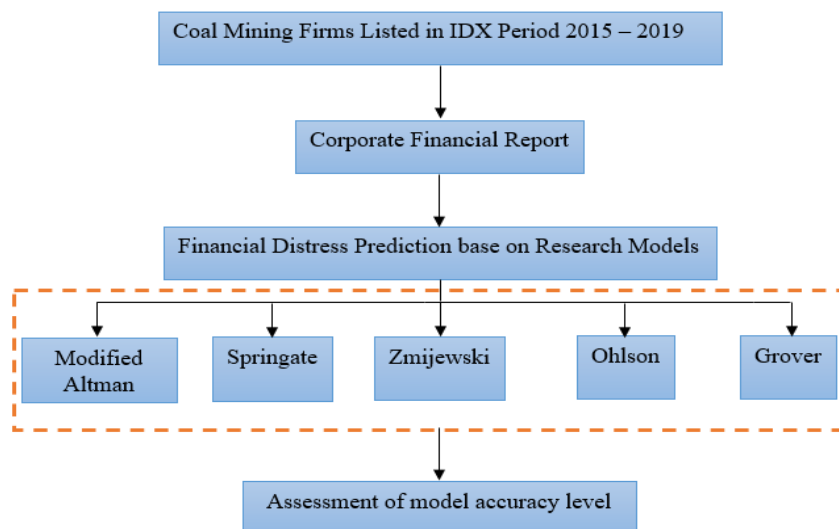 Coal Mining Firms Listed in IDX Period 2015 – 2019
Corporate Financial Report
Financial Distress Prediction base on Research Models
Modified
Altman
Springate
Zmijewski
Ohlson
Grover
Assessment of model accuracy level